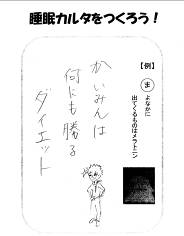 睡眠カルタをつくろう!
【例】
ま
よなかに
出てくるものはメラトニン
かいみんは
何にも勝る
ダイエット